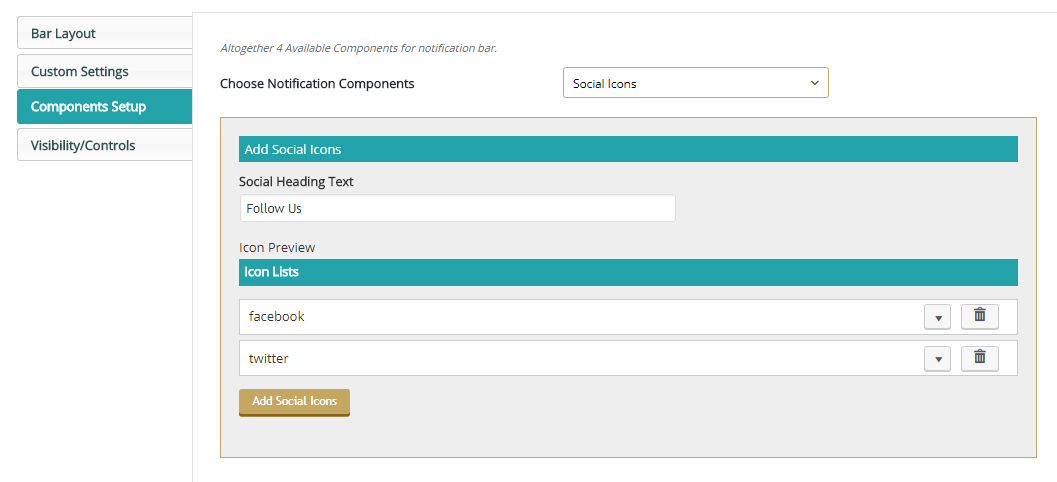 Bar Layout
Custom Settings
Components Setup
Visibility/Controls
Altogether 4 Available Components for notification bar.
Choose Notification Components
Social Icons
Add Social Icons
Social Heading Text
Follow Us
Icon Preview
Icon Lists
facebook
twitter
Add Social Icons